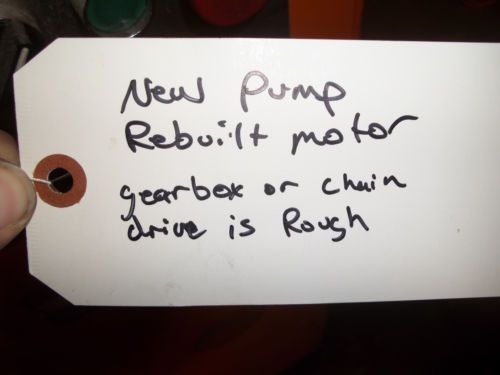 New Pump
Rebuilt motor
gearbox or chain
drive is Rough